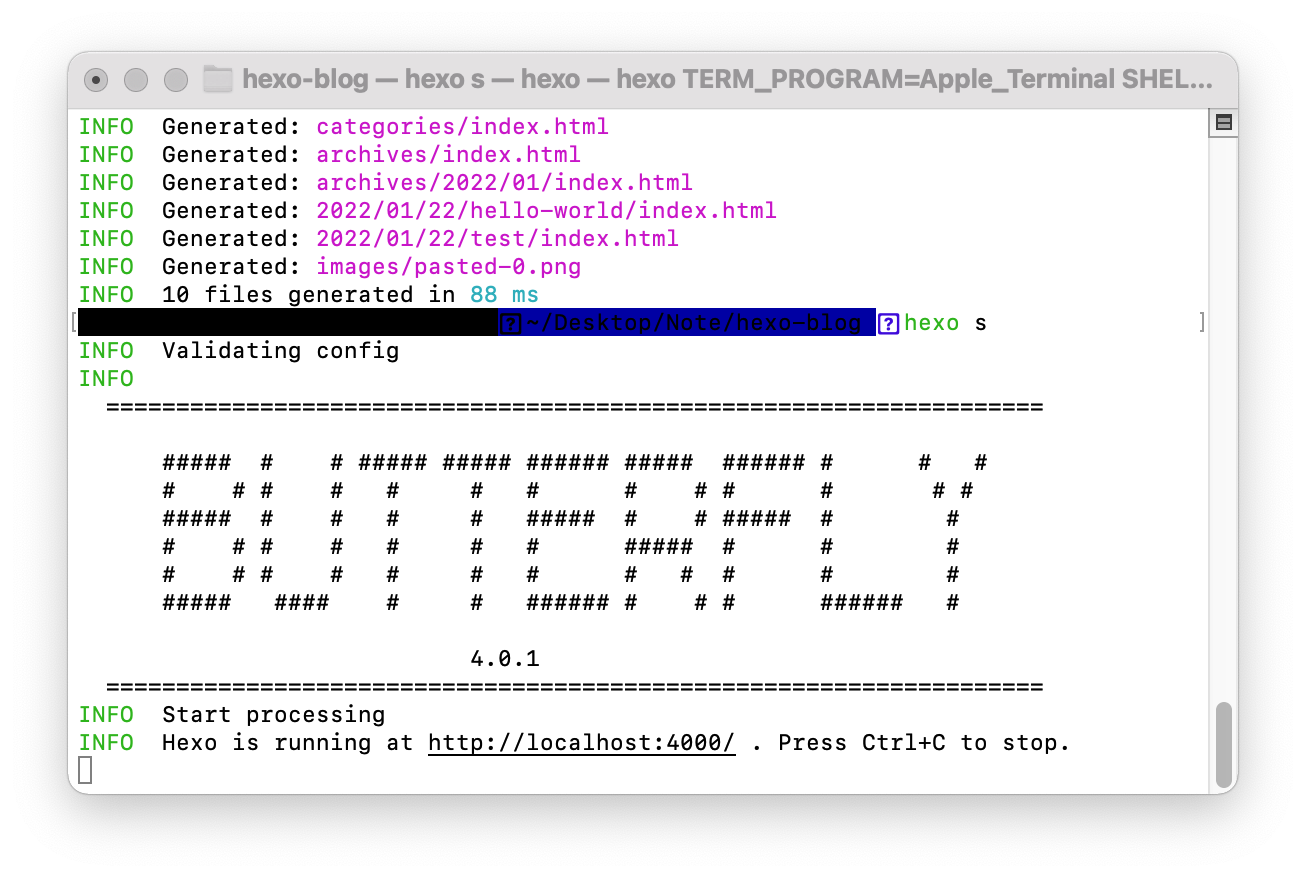 hexo-blog — hexo s — hexo — hexo TERM_PROGRAM=Apple_Terminal SHEL...
INFO  Generated: categories/index.html
INFO  Generated: archives/index.html
INFO  Generated: archives/2022/01/index.html
INFO  Generated: 2022/01/22/hello-world/index.html
INFO  Generated: 2022/01/22/test/index.html
INFO  Generated: images/pasted-0.png
INFO  10 files generated in 88 ms
[?]~/Desktop/Note/hexo-blog [?]hexo s
INFO  Validating config
INFO
  ===================================================================
      #####  #    # ##### ##### ###### #####  ###### #      #   #
      #    # #    #   #     #   #      #    # #      #       # #
      #####  #    #   #     #   #####  #    # #####  #        #
      #    # #    #   #     #   #      #####  #      #        #
      #    # #    #   #     #   #      #   #  #      #        #
      #####   ####    #     #   ###### #    # #      ######   #
                            4.0.1
  ===================================================================
INFO  Start processing
INFO  Hexo is running at http://localhost:4000/ . Press Ctrl+C to stop.